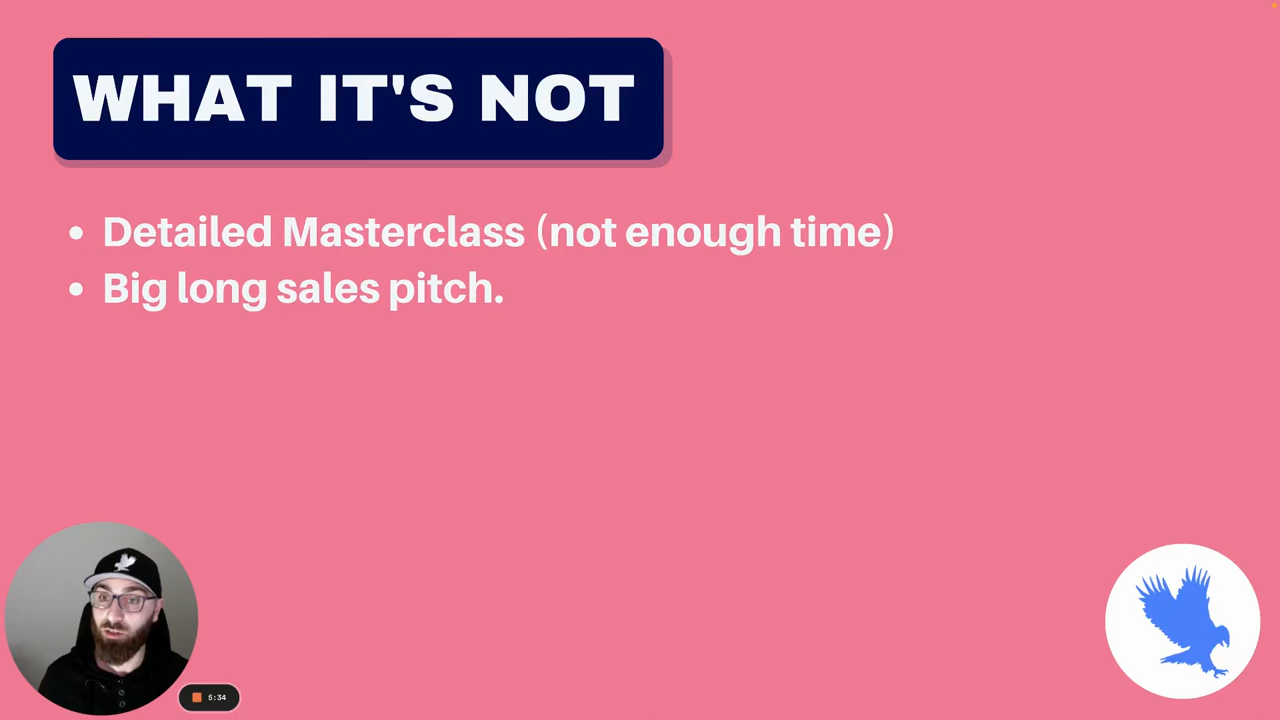 WHAT IT'S NOT
• Detailed Masterclass (not enough time)
• Big long sales pitch.
5:34